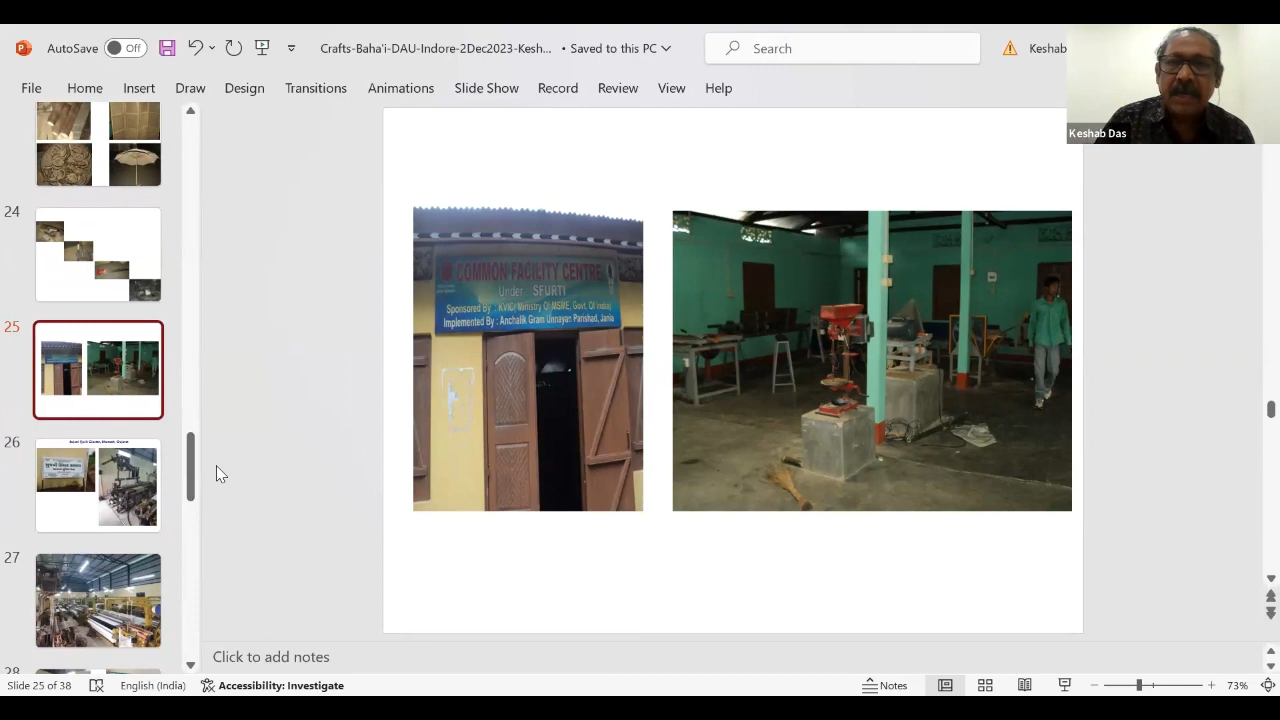 AutoSave Off Crafts-Baha'i-DAU-Indore-2Dec2023-Kesh... • Saved to this PC Search Keshab
File Home Insert Draw Design Transitions Animations Slide Show Record Review View Help
Keshab Das
24
25
26
27
28
COMMON FACILITY CENTRE
Under SFURTI
Sponsored By : KVIC( Ministry Of MSME, Govt. Of India)
Implemented By : Anchalik Gram Unnayan Parishad, Jania
Click to add notes
Slide 25 of 38 English (India) Accessibility: Investigate Notes 73%